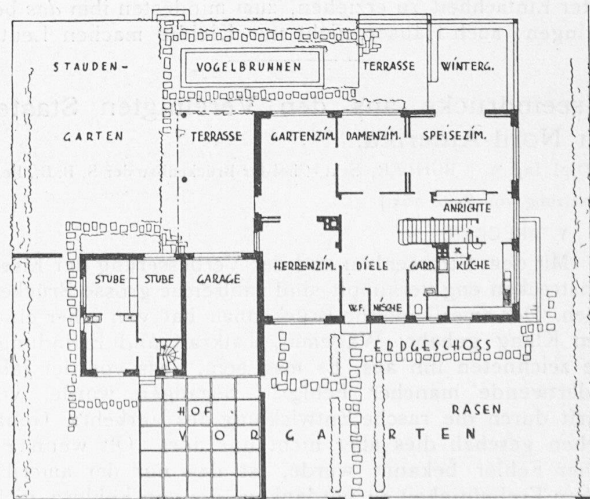 STAUDEN-
VOGELBRUNNEN
TERRASSE
WINTERG.
GARTEN
TERRASSE
GARTENZIM.
DAMENZIM.
SPEISEZIM.
ANRICHTE
STUBE
STUBE
GARAGE
HERRENZIM.
DIELE
GARD.
KÜCHE
W.F.
NISCHE
ERDGESCHOSS
HOF
RASEN
VORGARTEN